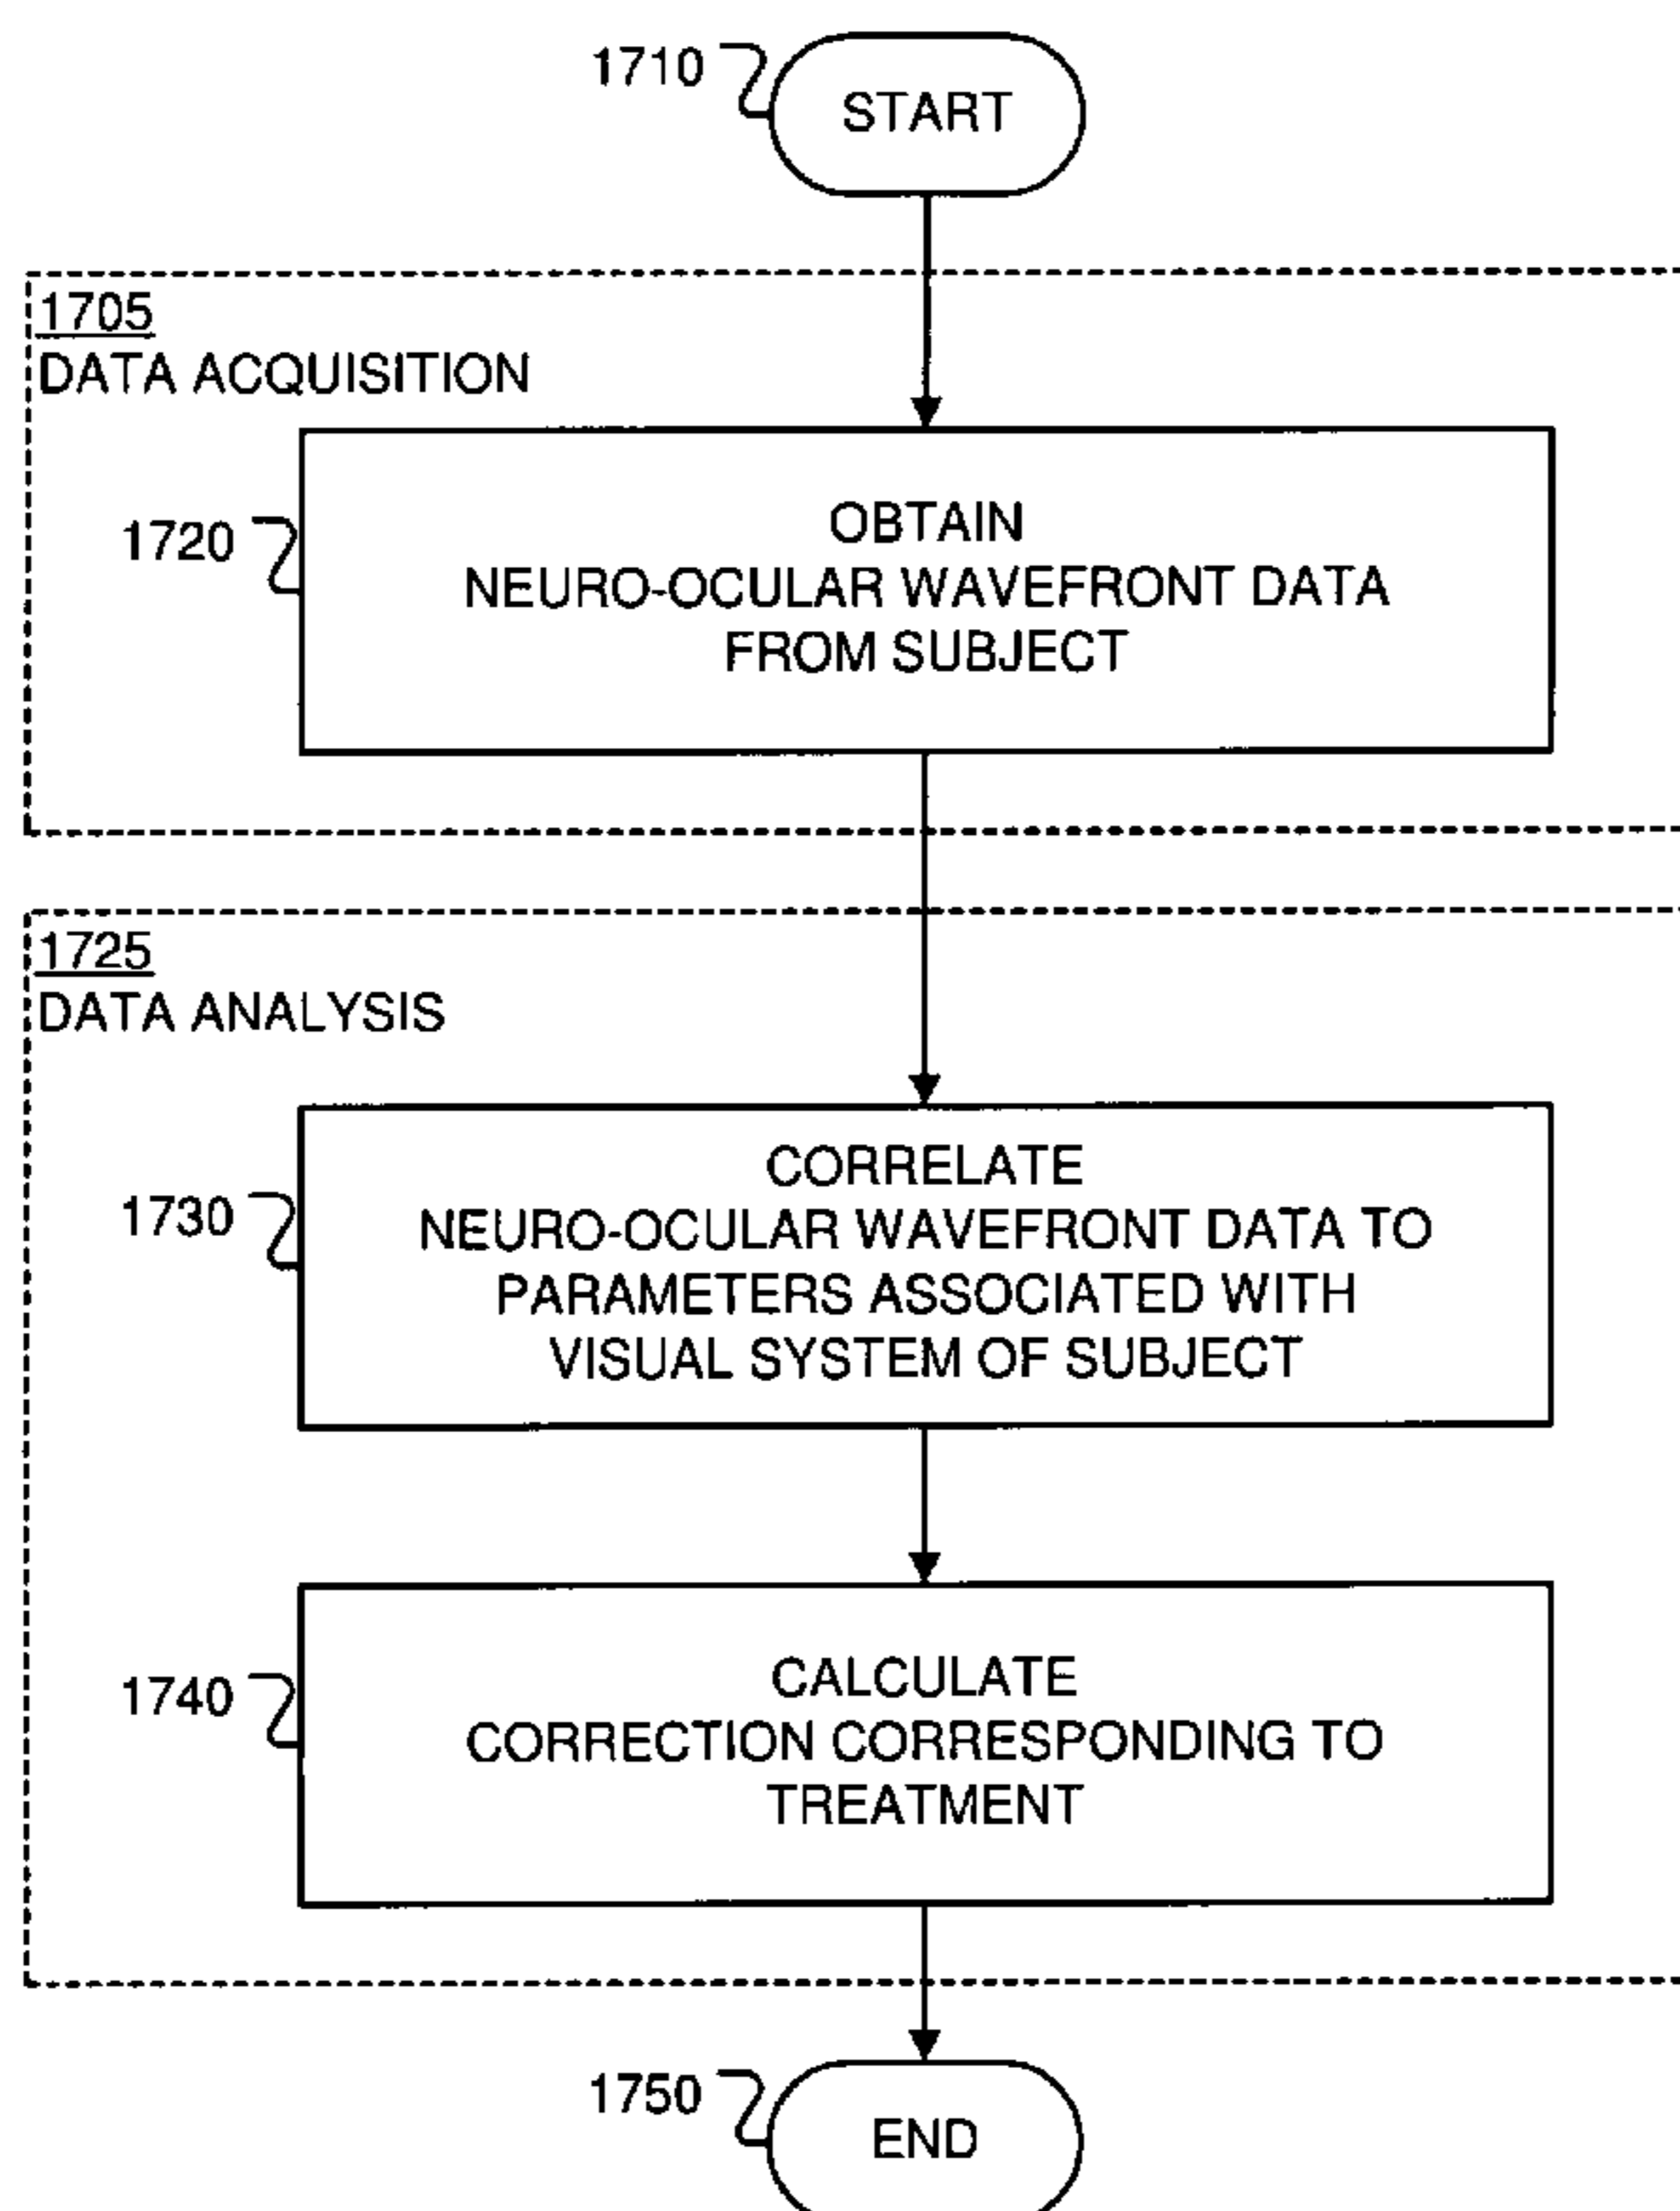 1710
START
1705
DATA ACQUISITION
1720
OBTAIN
NEURO-OCULAR WAVEFRONT DATA
FROM SUBJECT
1725
DATA ANALYSIS
1730
CORRELATE
NEURO-OCULAR WAVEFRONT DATA TO
PARAMETERS ASSOCIATED WITH
VISUAL SYSTEM OF SUBJECT
1740
CALCULATE
CORRECTION CORRESPONDING TO
TREATMENT
1750
END